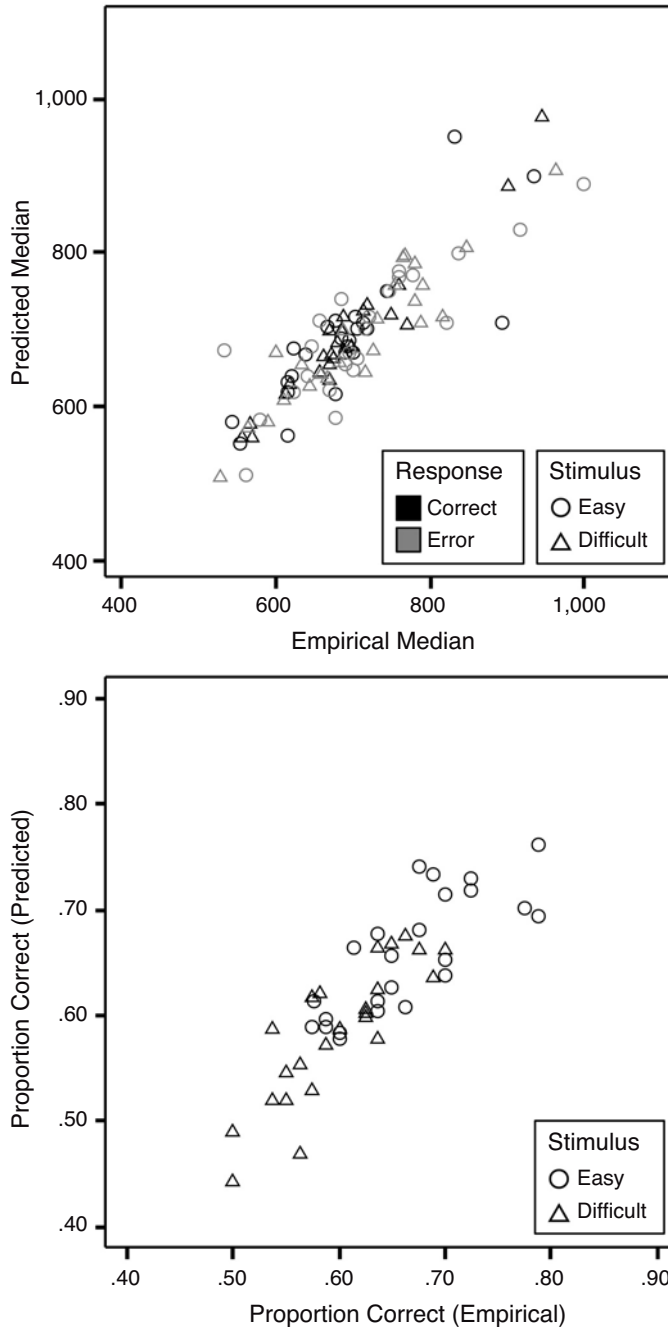 1,000
800
600
400
Predicted Median
Response
Correct
Error
Stimulus
Easy
Difficult
400 600 800 1,000
Empirical Median
.90
.80
.70
.60
.50
.40
Proportion Correct (Predicted)
Stimulus
Easy
Difficult
.40 .50 .60 .70 .80 .90
Proportion Correct (Empirical)